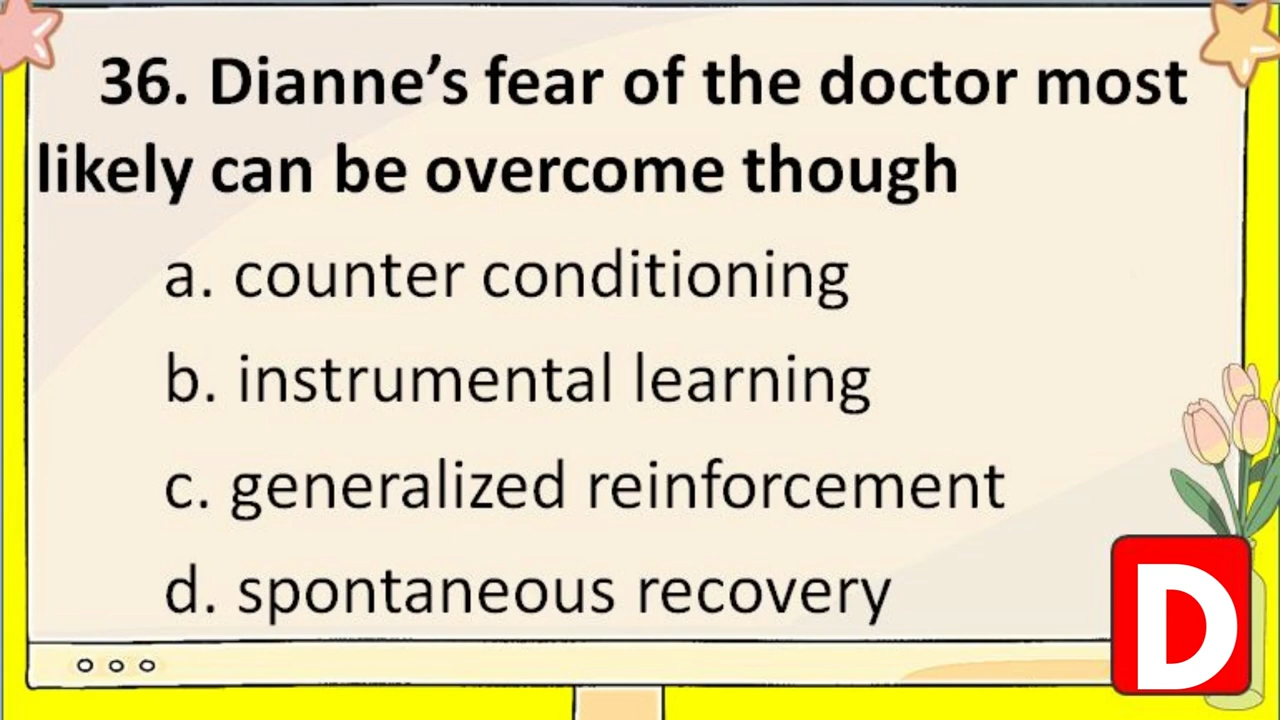 36. Dianne’s fear of the doctor most
likely can be overcome though
a. counter conditioning
b. instrumental learning
c. generalized reinforcement
d. spontaneous recovery
D